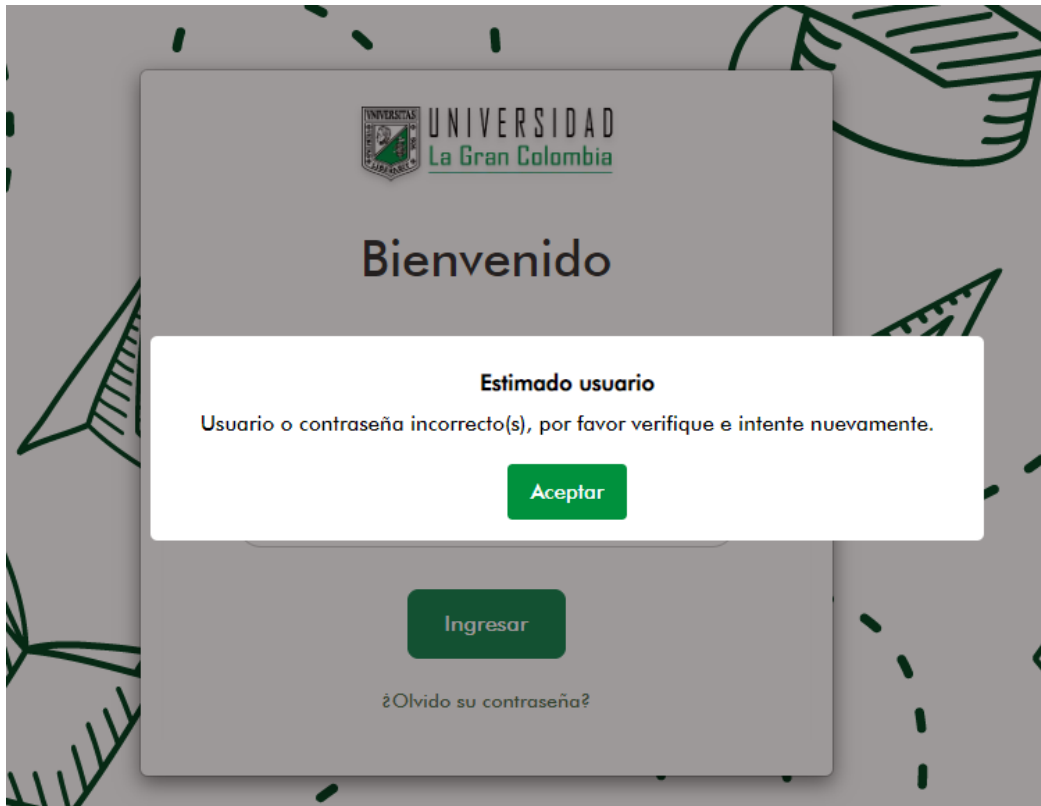 UNIVERSIDAD
La Gran Colombia
Bienvenido
Estimado usuario
Usuario o contraseña incorrecto(s), por favor verifique e intente nuevamente.
Aceptar
Ingresar
¿Olvido su contraseña?